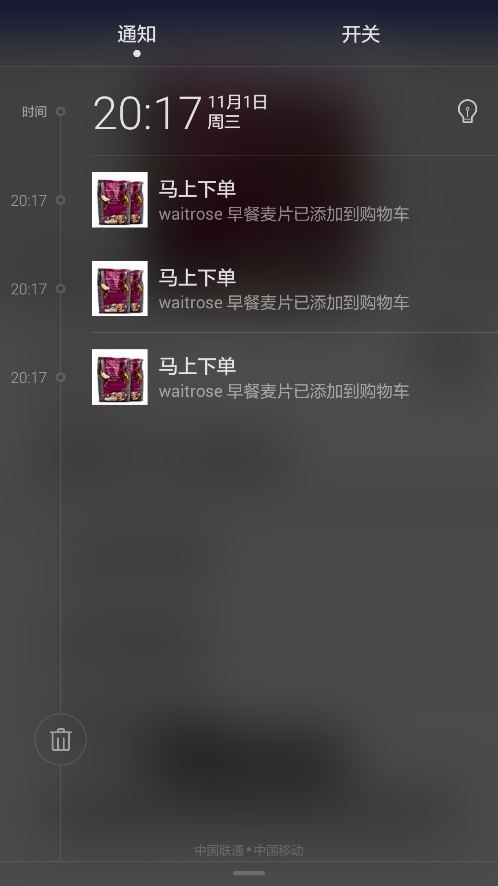 通知
开关
时间
20:17
11月1日
周三
20:17
马上下单
waitrose 早餐麦片已添加到购物车
20:17
马上下单
waitrose 早餐麦片已添加到购物车
20:17
马上下单
waitrose 早餐麦片已添加到购物车
中国联通•中国移动